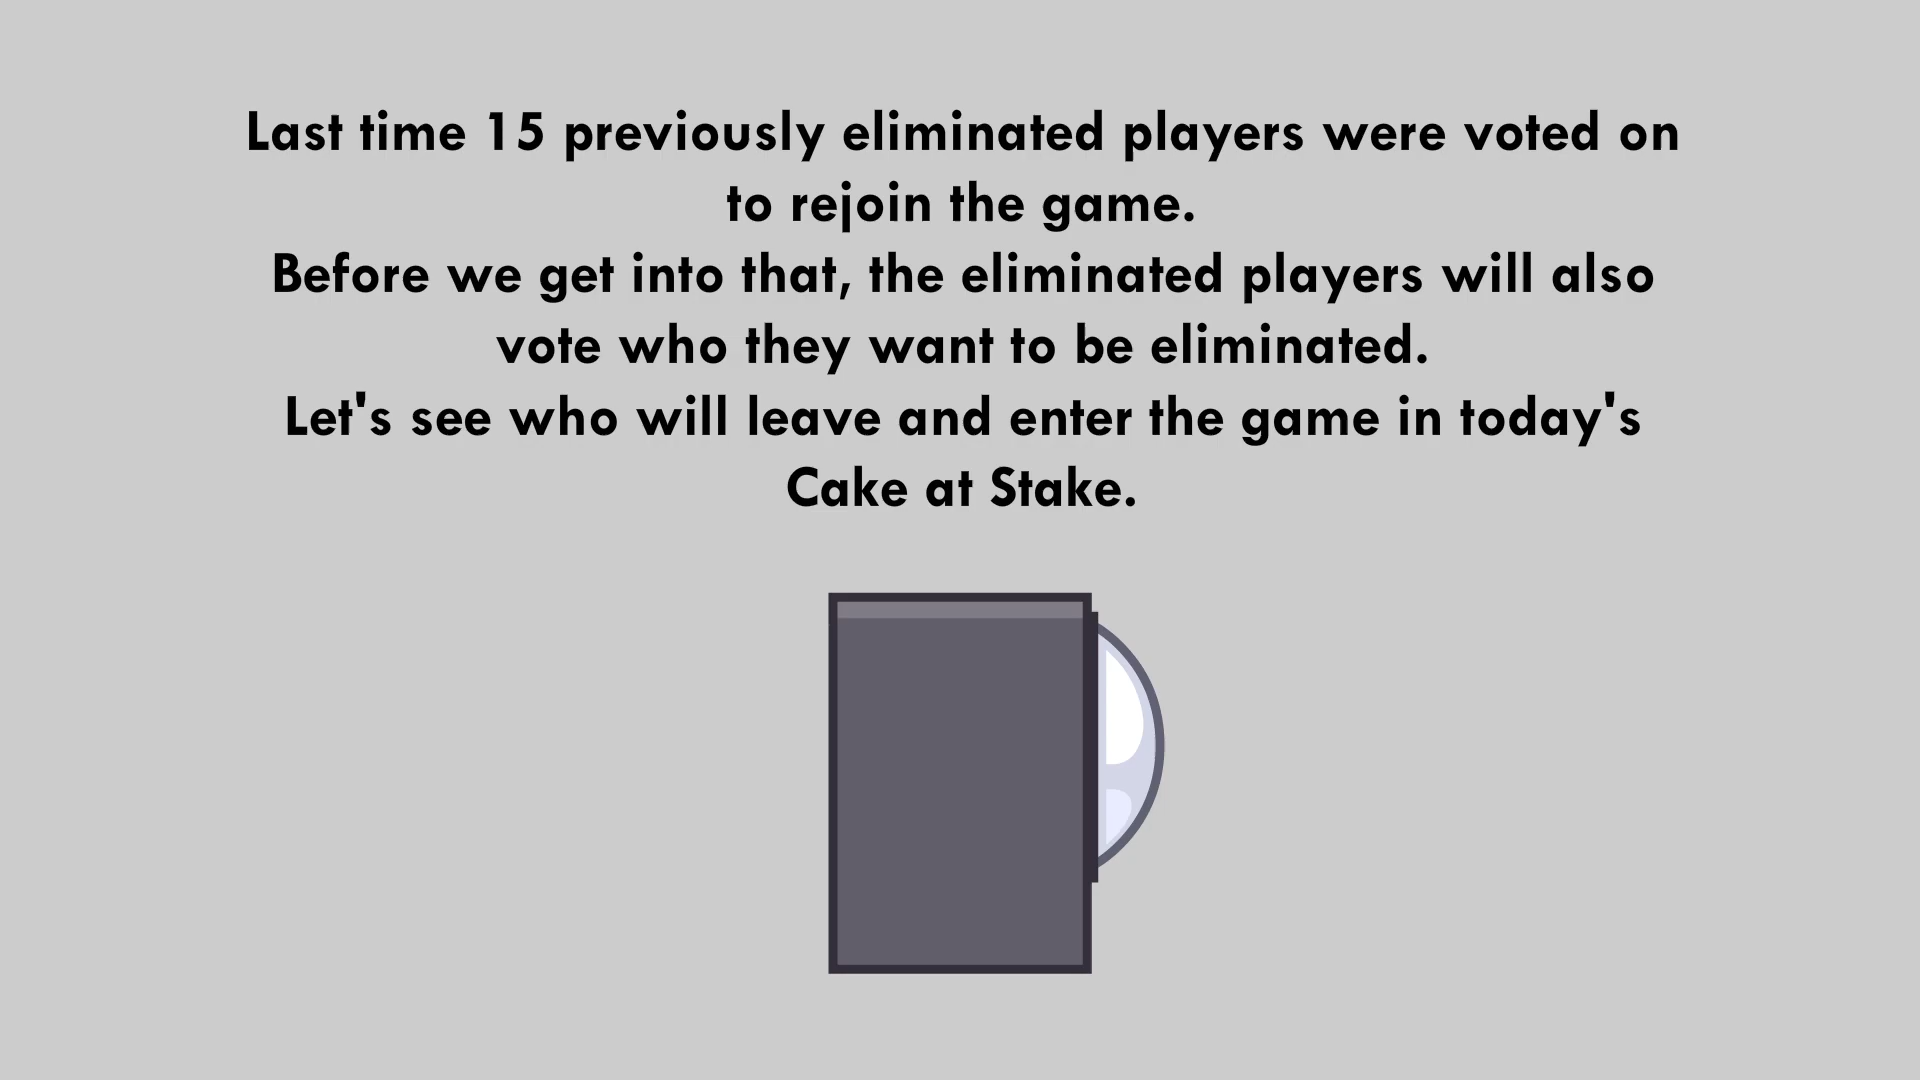 Last time 15 previously eliminated players were voted on
to rejoin the game.
Before we get into that, the eliminated players will also
vote who they want to be eliminated.
Let's see who will leave and enter the game in today's
Cake at Stake.